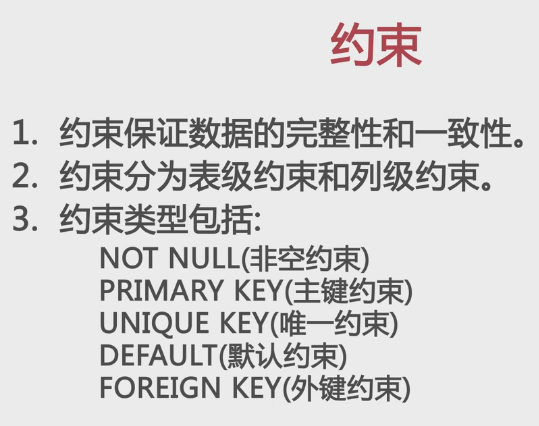 约束
1. 约束保证数据的完整性和一致性。
2. 约束分为表级约束和列级约束。
3. 约束类型包括:
NOT NULL(非空约束)
PRIMARY KEY(主键约束)
UNIQUE KEY(唯一约束)
DEFAULT(默认约束)
FOREIGN KEY(外键约束)